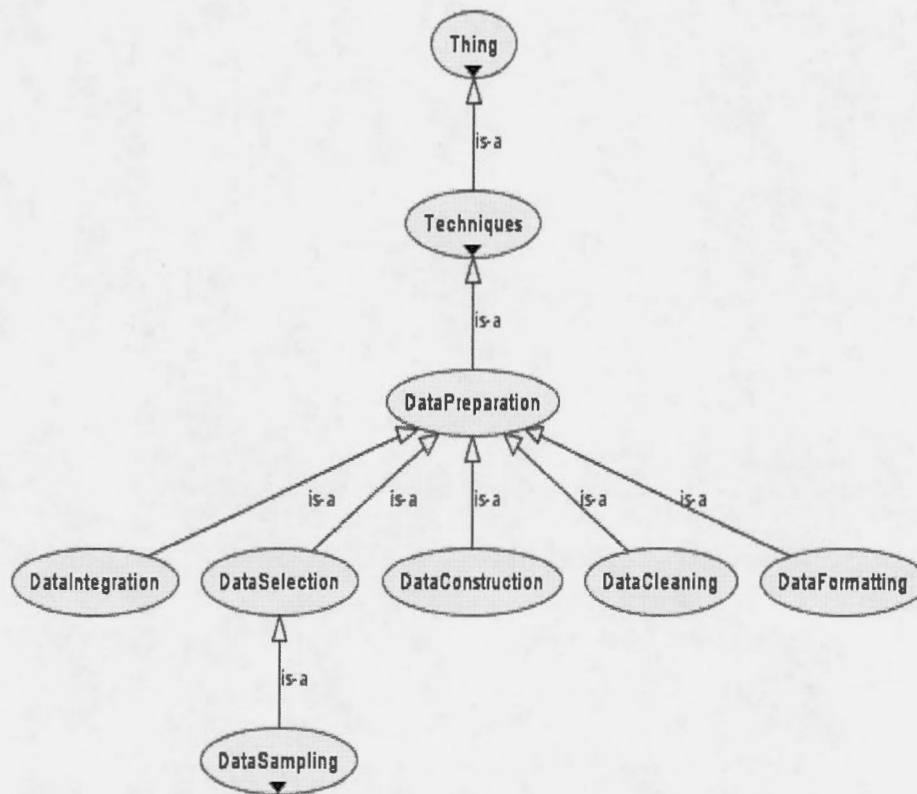 Thing
is-a
Techniques
is-a
DataPreparation
is-a is-a is-a is-a is-a
DataIntegration DataSelection DataConstruction DataCleaning DataFormatting
is-a
DataSampling